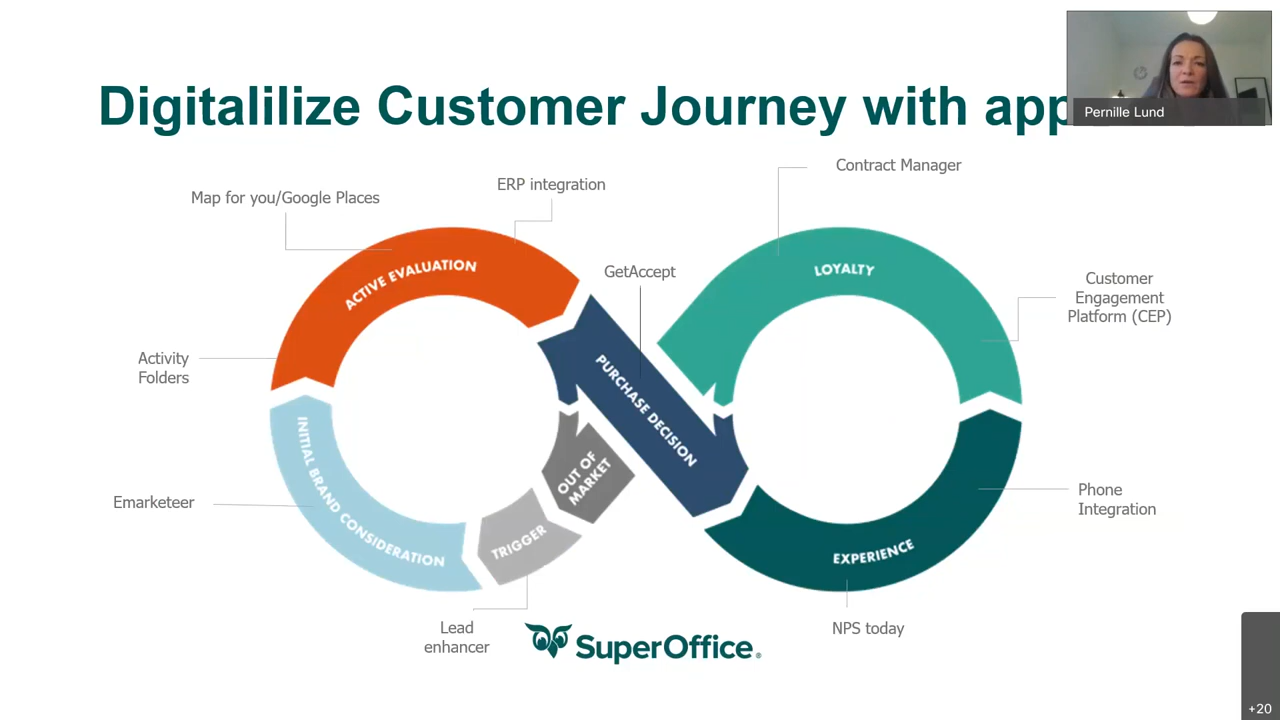 Digitalilize Customer Journey with app
Pernille Lund
Contract Manager
ERP integration
Map for you/Google Places
GetAccept
ACTIVE EVALUATION
LOYALTY
Customer
Engagement
Platform (CEP)
Activity
Folders
PURCHASE DECISION
INITIAL BRAND CONSIDERATION
OUT OF
MARKET
TRIGGER
Emarketeer
Phone
Integration
EXPERIENCE
Lead
enhancer
SuperOffice®
NPS today
+20